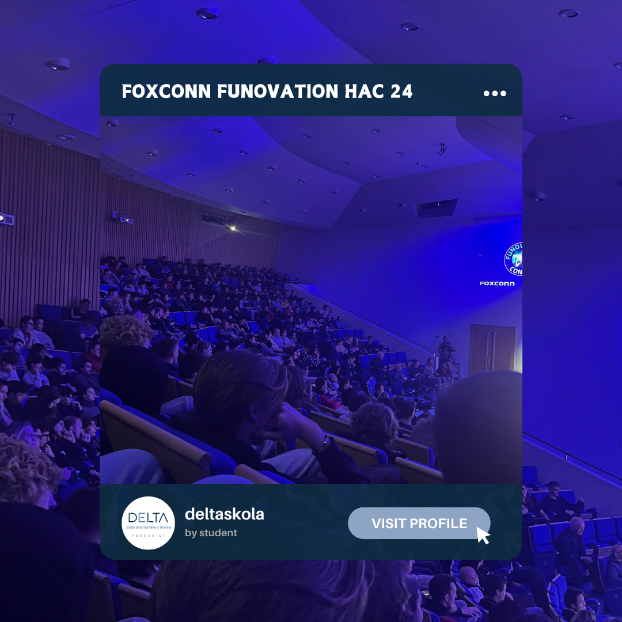 FOXCONN FUNOVATION HAC 24
FOXCONN
deltaskola
by student
DELTA
VISIT PROFILE